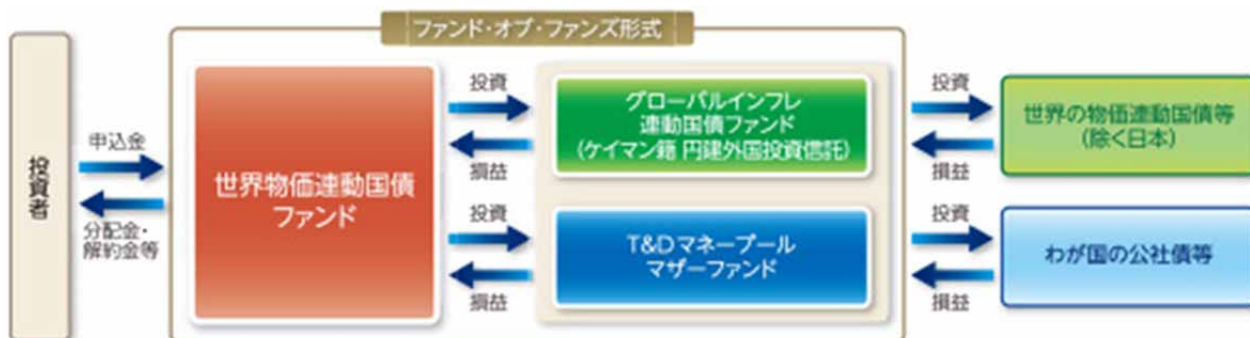 ファンド・オブ・ファンズ形式
投資者
申込金
分配金・
解約金等
世界物価連動国債
ファンド
投資
損益
グローバルインフレ
連動国債ファンド
(ケイマン籍 円建外国投資信託)
投資
損益
世界の物価連動国債等
(除く日本)
投資
損益
T&Dマネープール
マザーファンド
投資
損益
わが国の公社債等